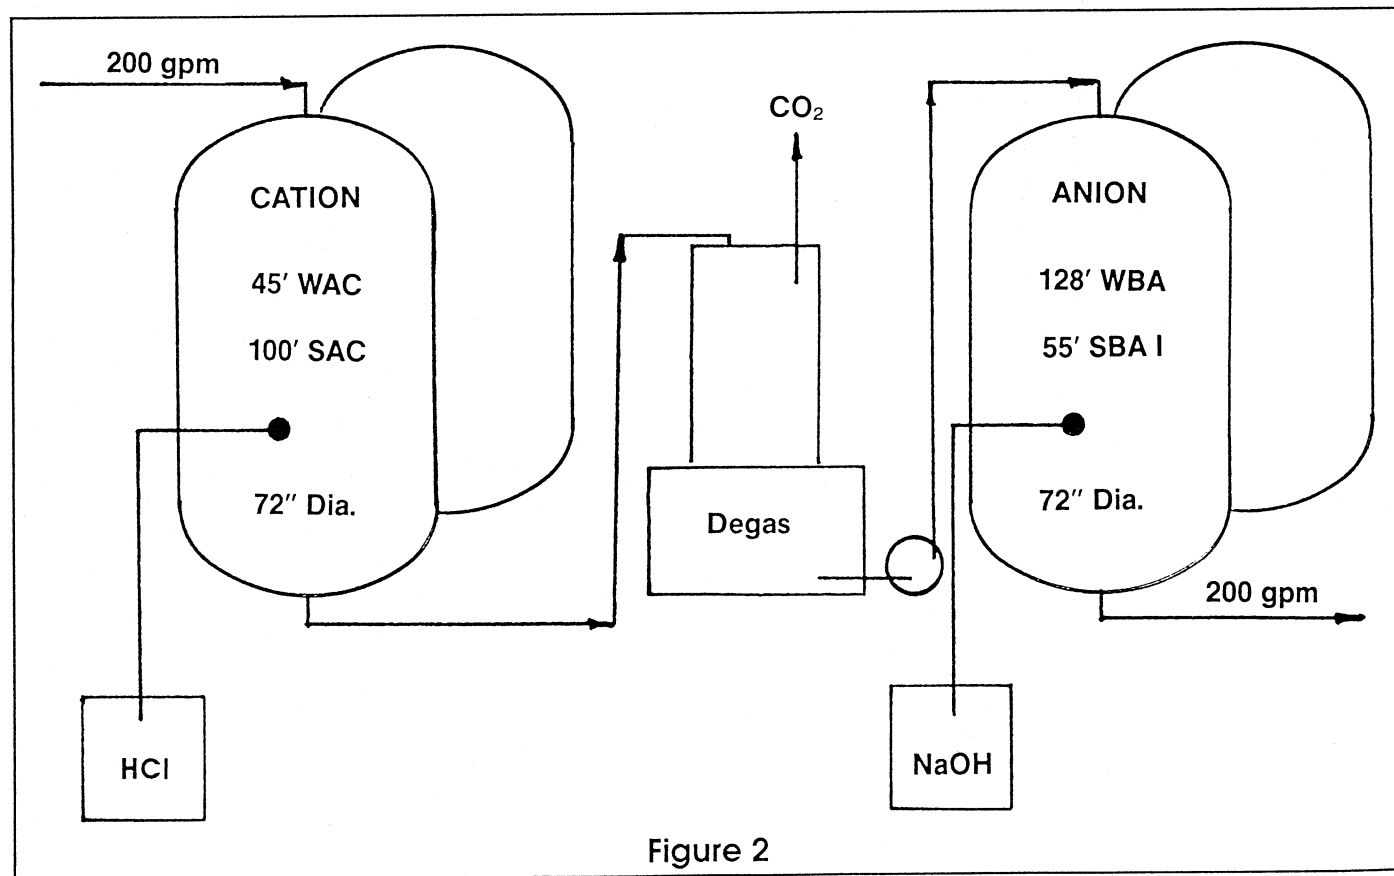 200 gpm
CATION
45′ WAC
100′ SAC
72″ Dia.
HCl
CO₂
Degas
ANION
128′ WBA
55′ SBA I
72″ Dia.
200 gpm
NaOH
Figure 2